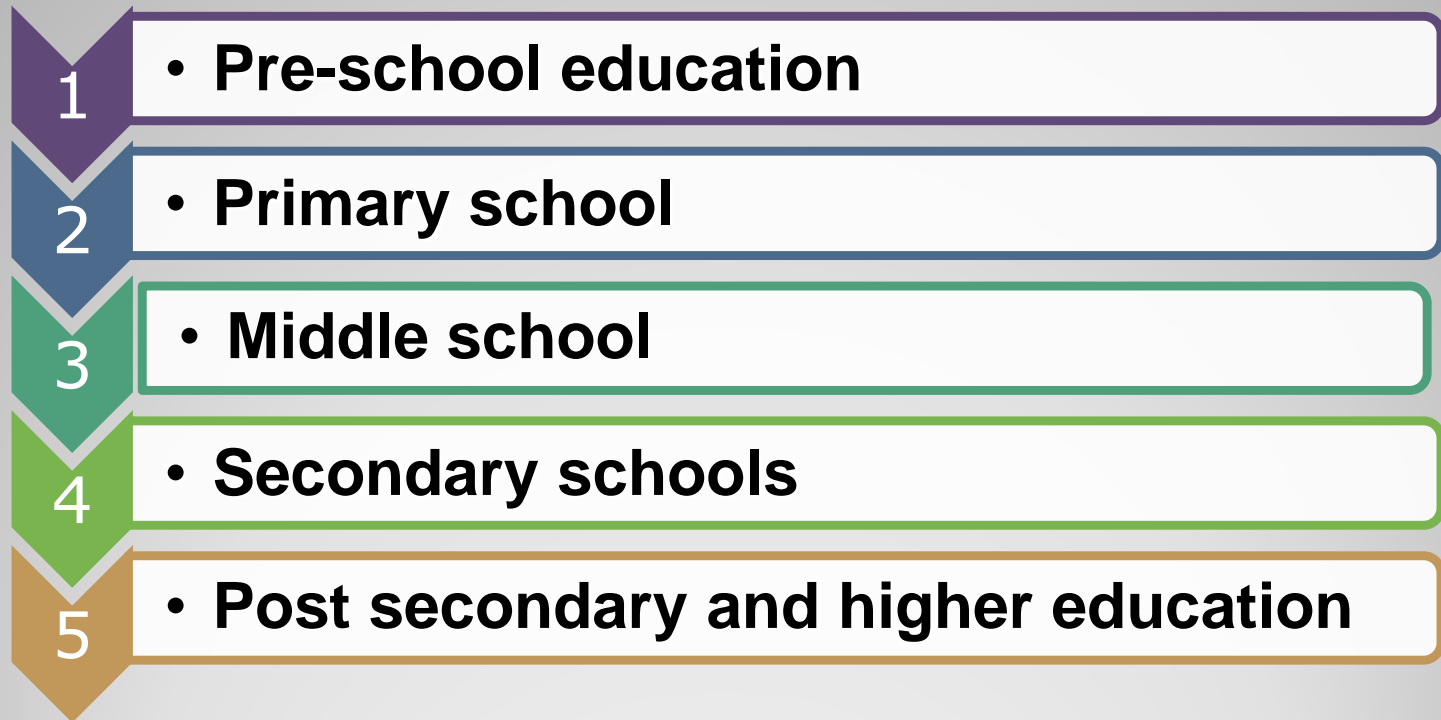 1 • Pre-school education
2 • Primary school
3 • Middle school
4 • Secondary schools
5 • Post secondary and higher education